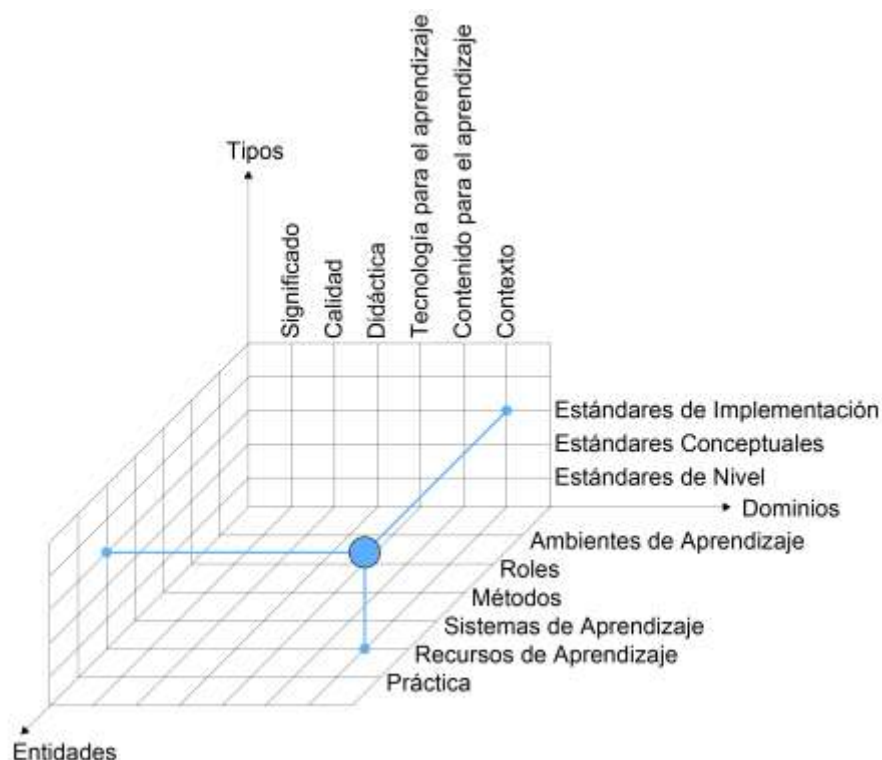 Tipos
Significado
Calidad
Didáctica
Tecnología para el aprendizaje
Contenido para el aprendizaje
Contexto
Estándares de Implementación
Estándares Conceptuales
Estándares de Nivel
Dominios
Ambientes de Aprendizaje
Roles
Métodos
Sistemas de Aprendizaje
Recursos de Aprendizaje
Práctica
Entidades